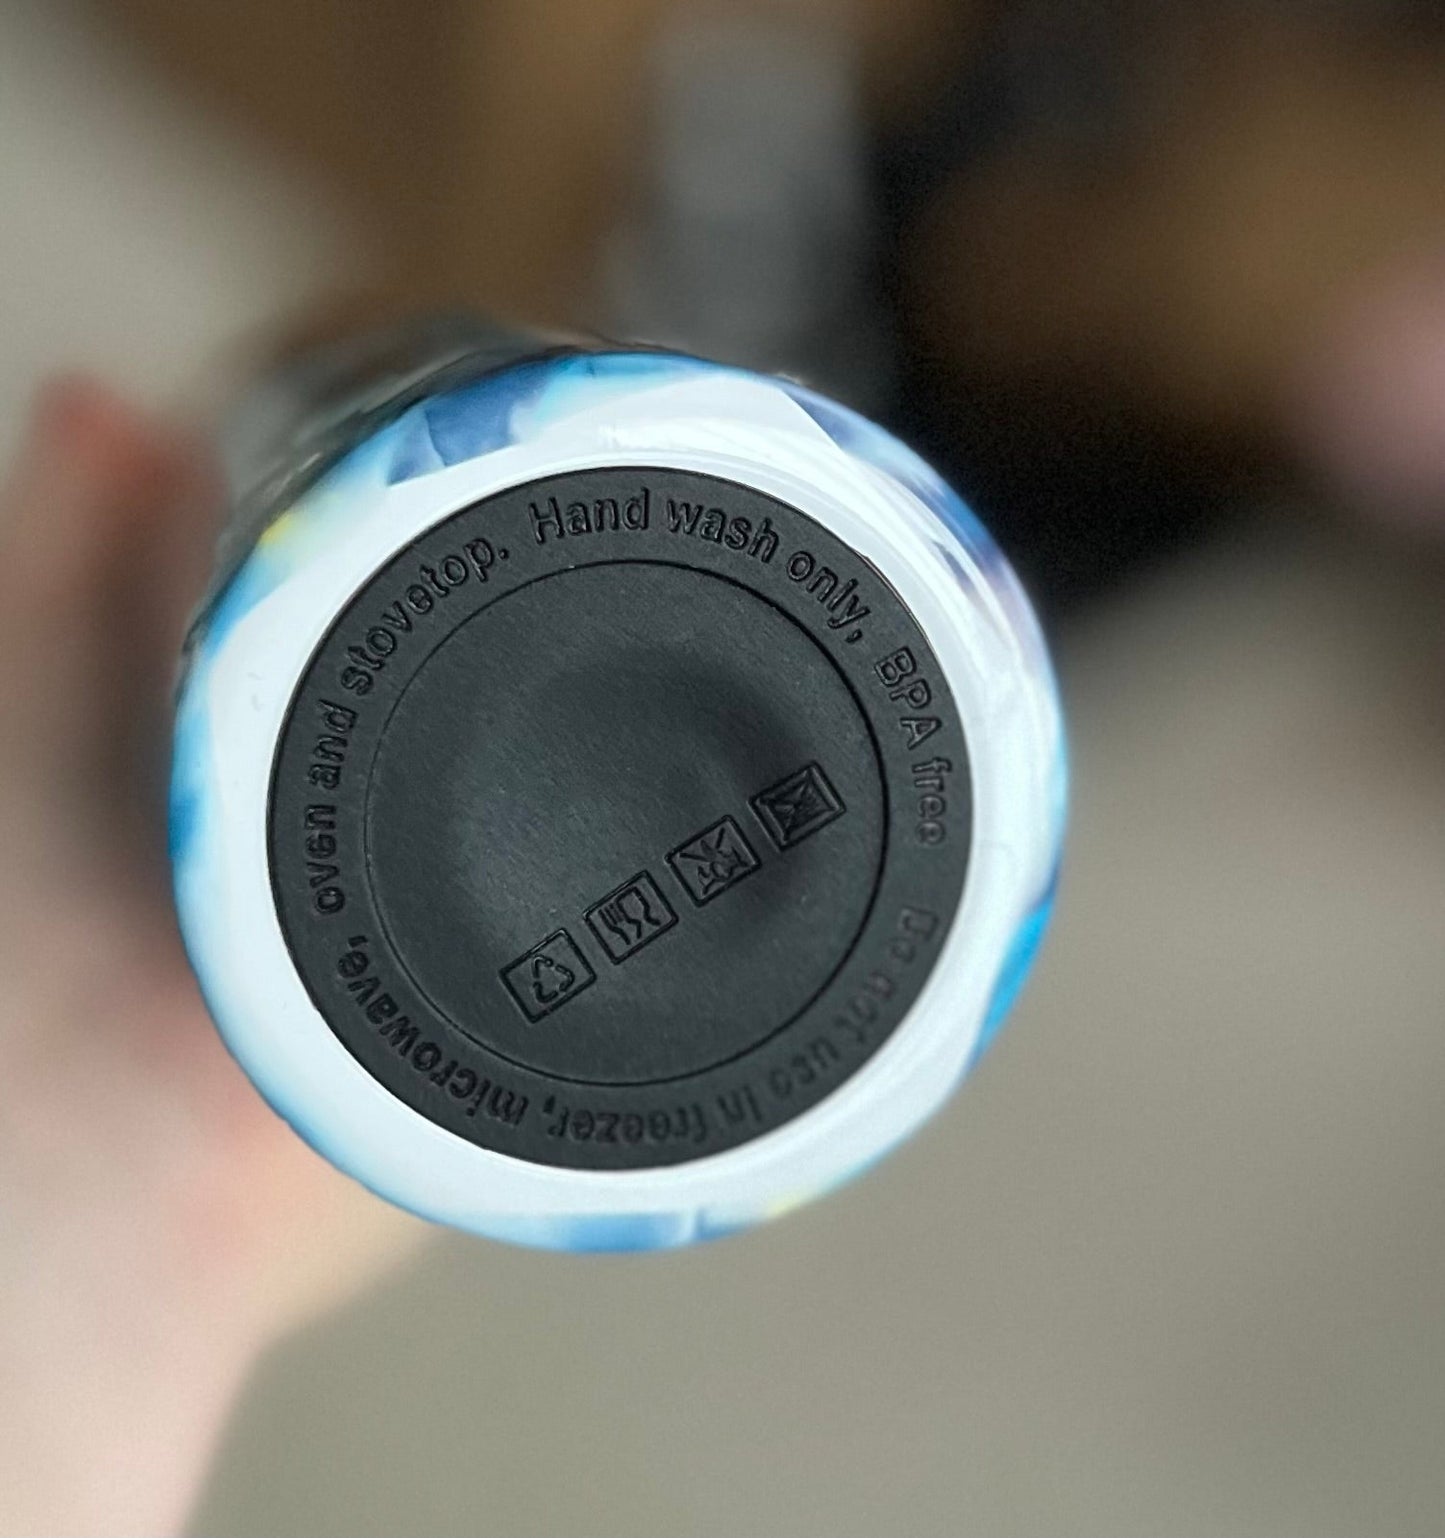 Do not use in freezer, microwave, oven and stovetop. Hand wash only, BPA free